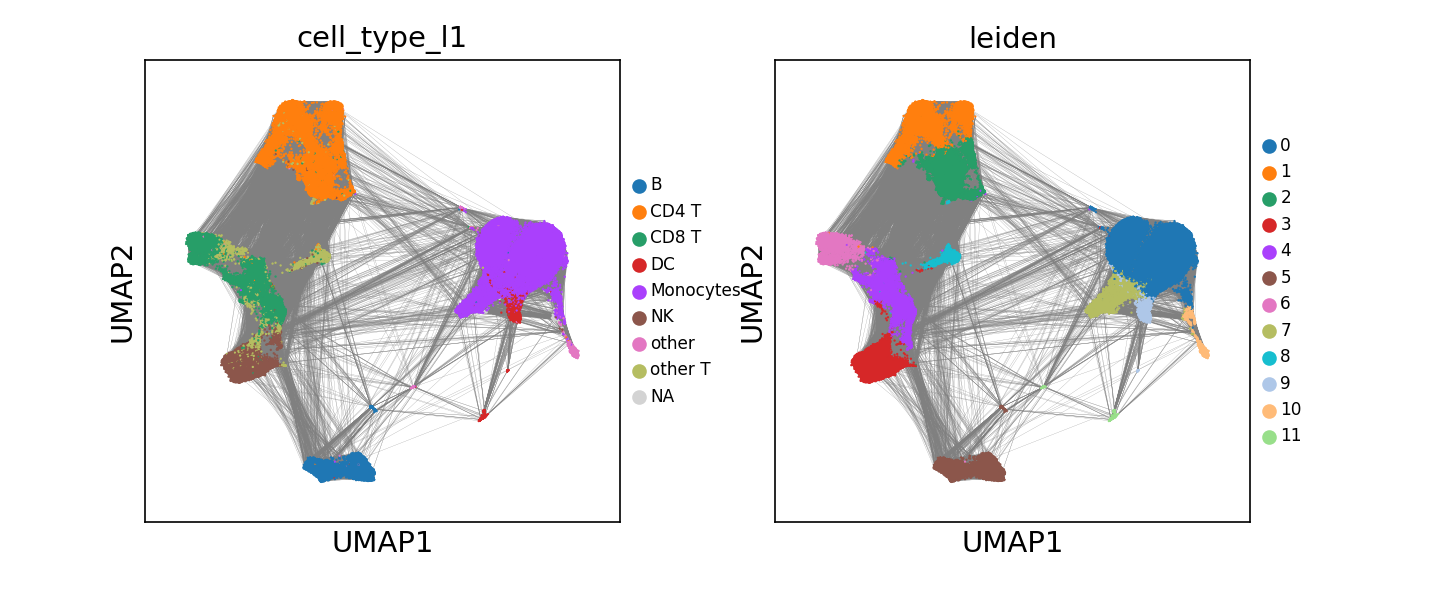 cell_type_l1
UMAP2
UMAP1
B
CD4 T
CD8 T
DC
Monocytes
NK
other
other T
NA
leiden
UMAP2
UMAP1
0
1
2
3
4
5
6
7
8
9
10
11